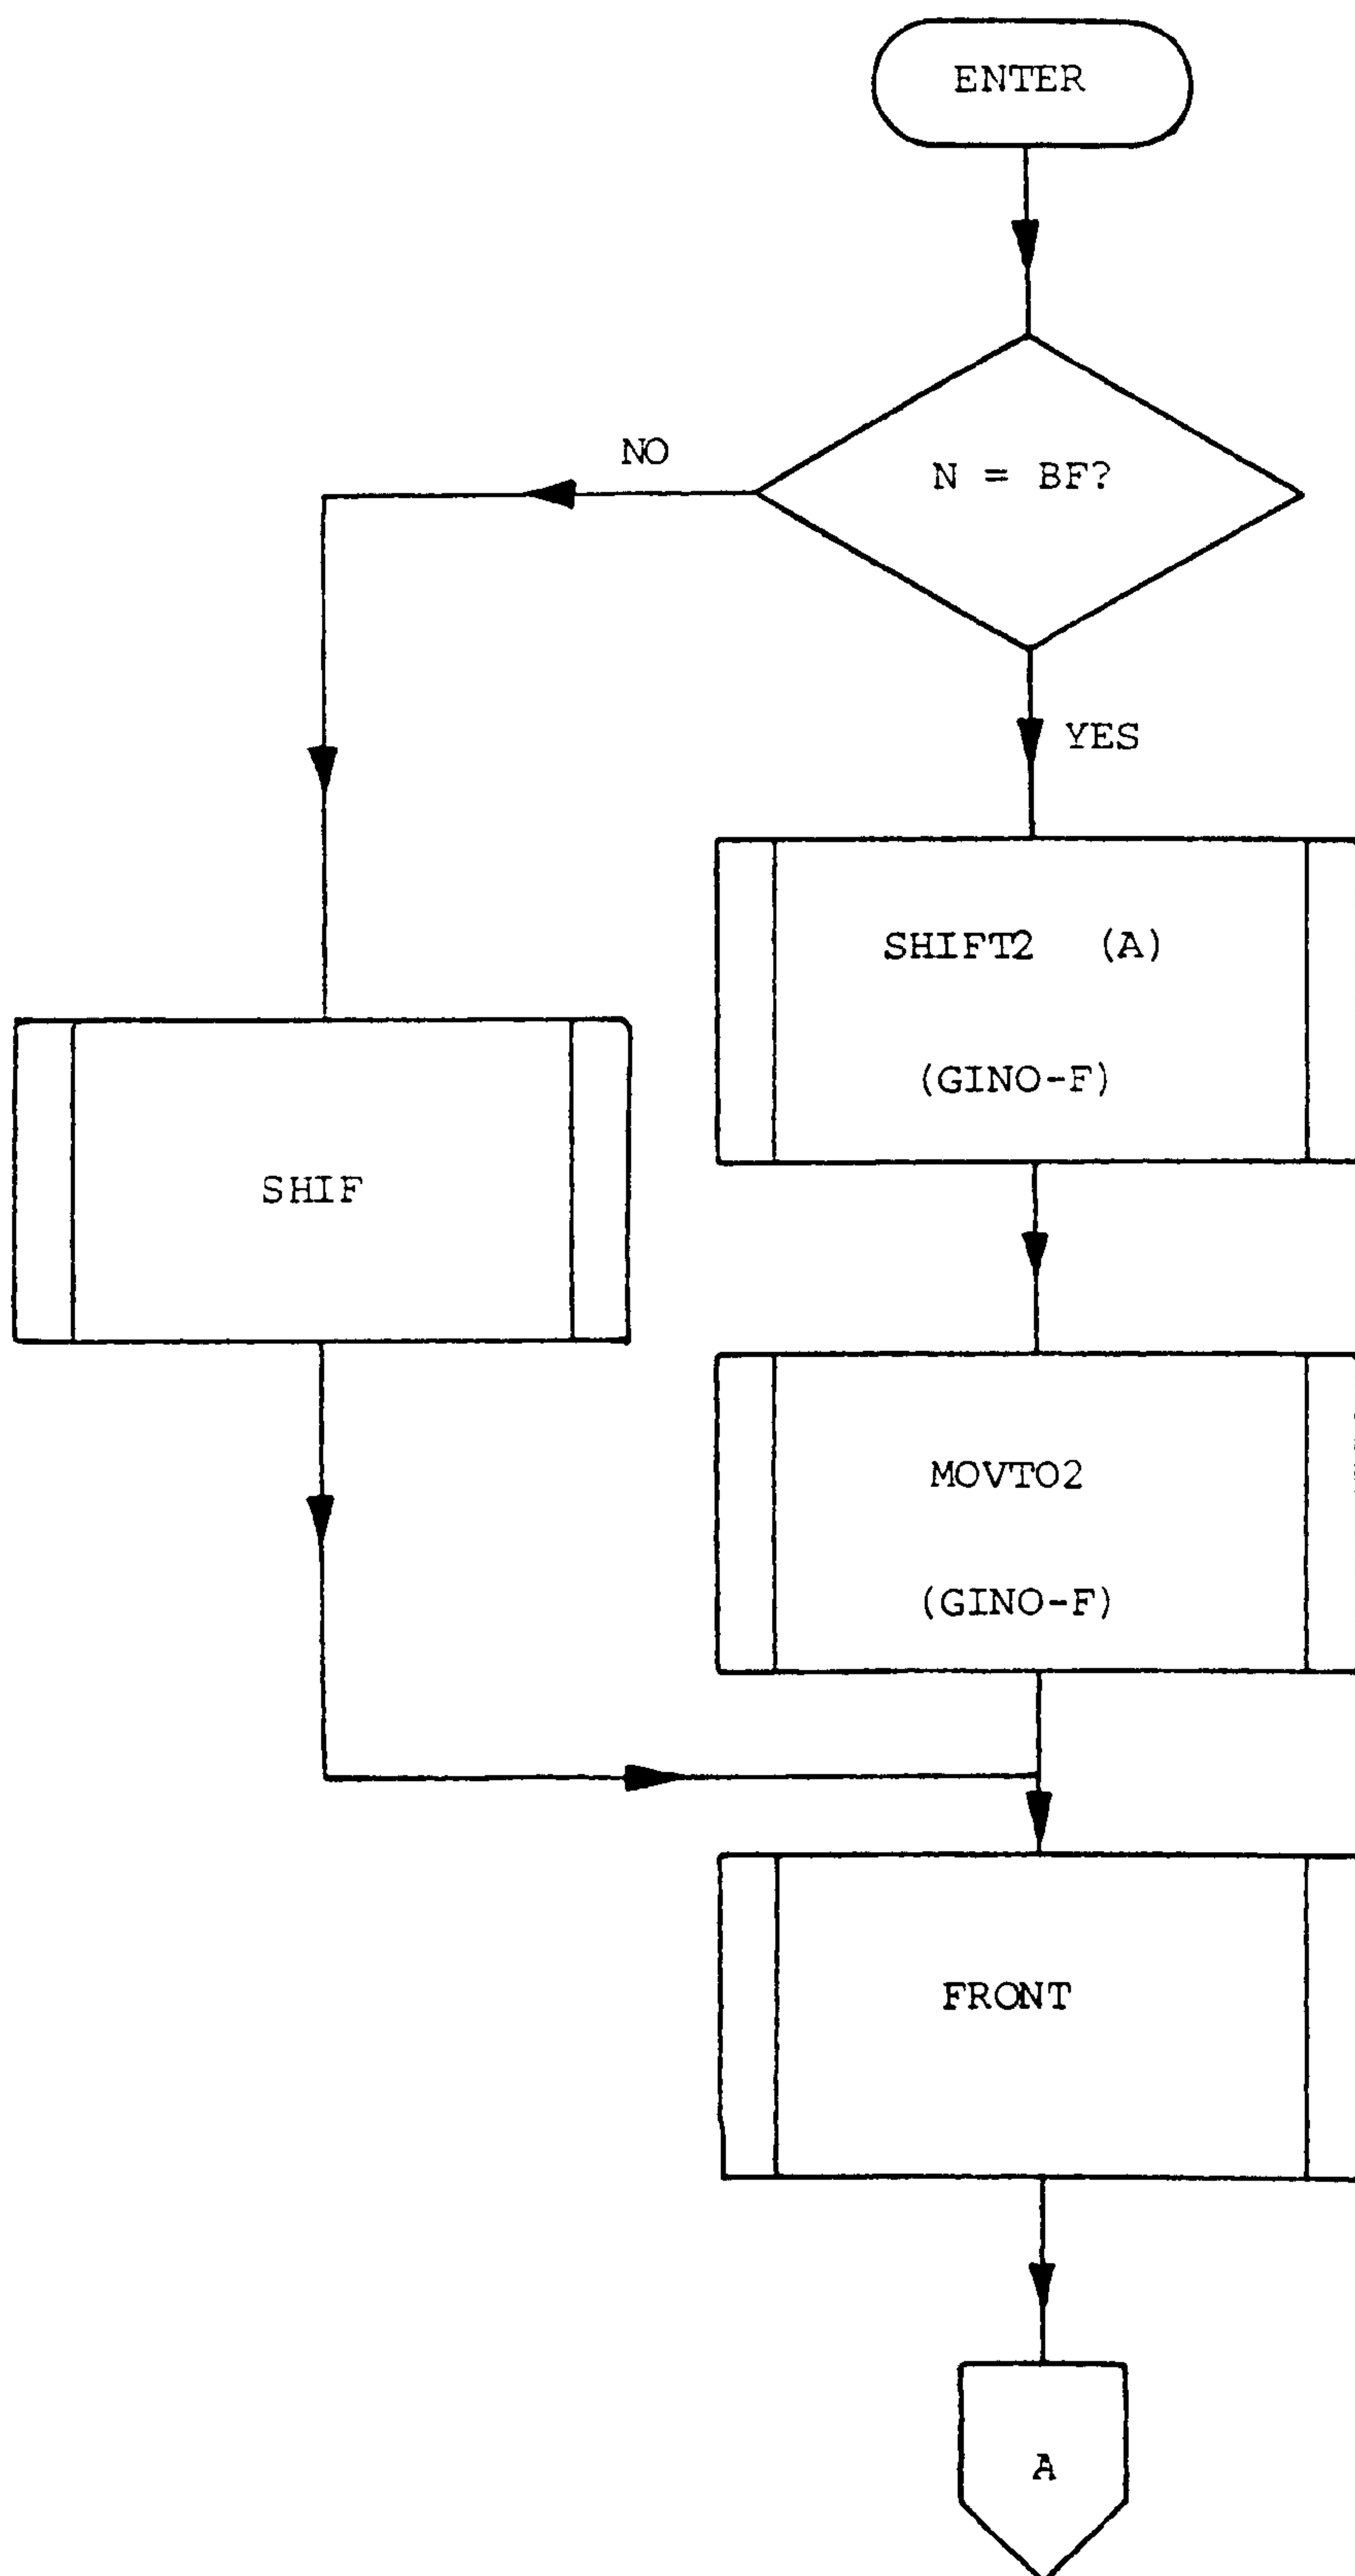 ENTER
N = BF?
NO
YES
SHIFT2 (A)
(GINO-F)
SHIF
MOVTO2
(GINO-F)
FRONT
A